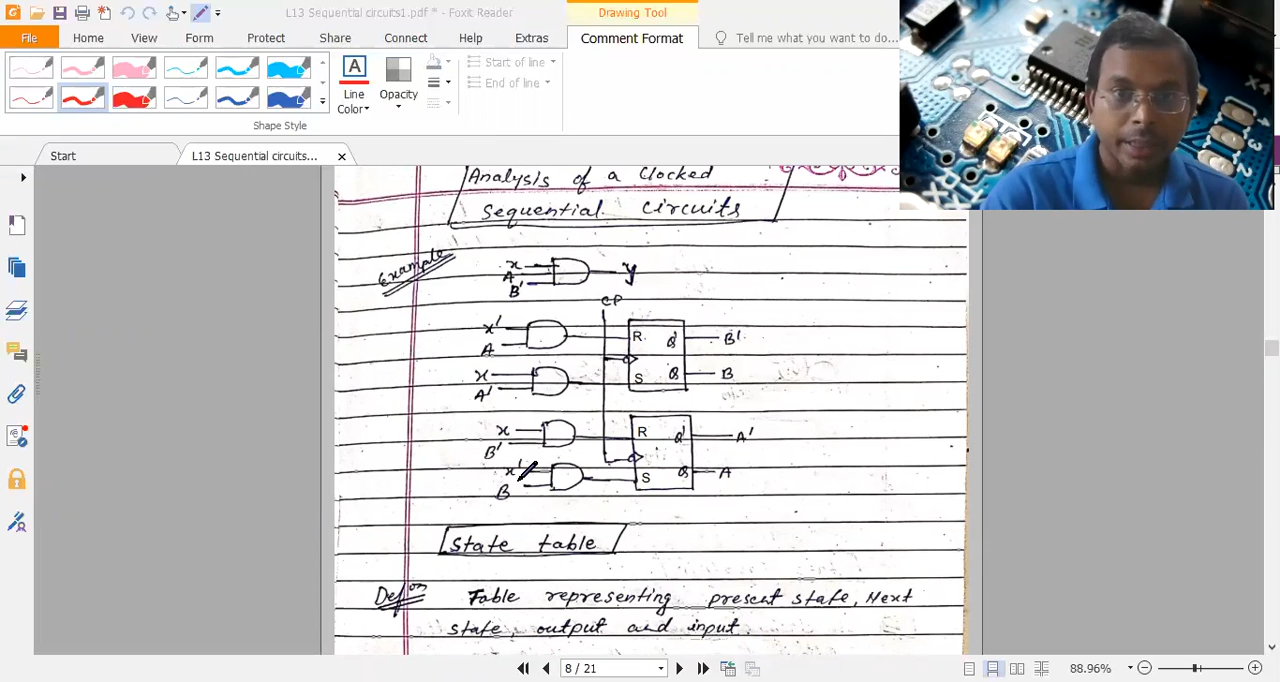 L13 Sequential circuits1.pdf * - Foxit Reader
Drawing Tool
File
Home
View
Form
Protect
Share
Connect
Help
Extras
Comment Format
Tell me what you want to do...
Line
Color
Opacity
Start of line
End of line
Shape Style
Start
L13 Sequential circuits...
Analysis of a Clocked
Sequential Circuits
Example
x
A
B'
y
CP
x'
A
R
Q'
B'
x
A'
S
Q
B
x
B'
R
Q'
A'
x'
B
S
Q
A
State table
Defon
Table representing present state, Next
state, output and input.
8 / 21
88.96%